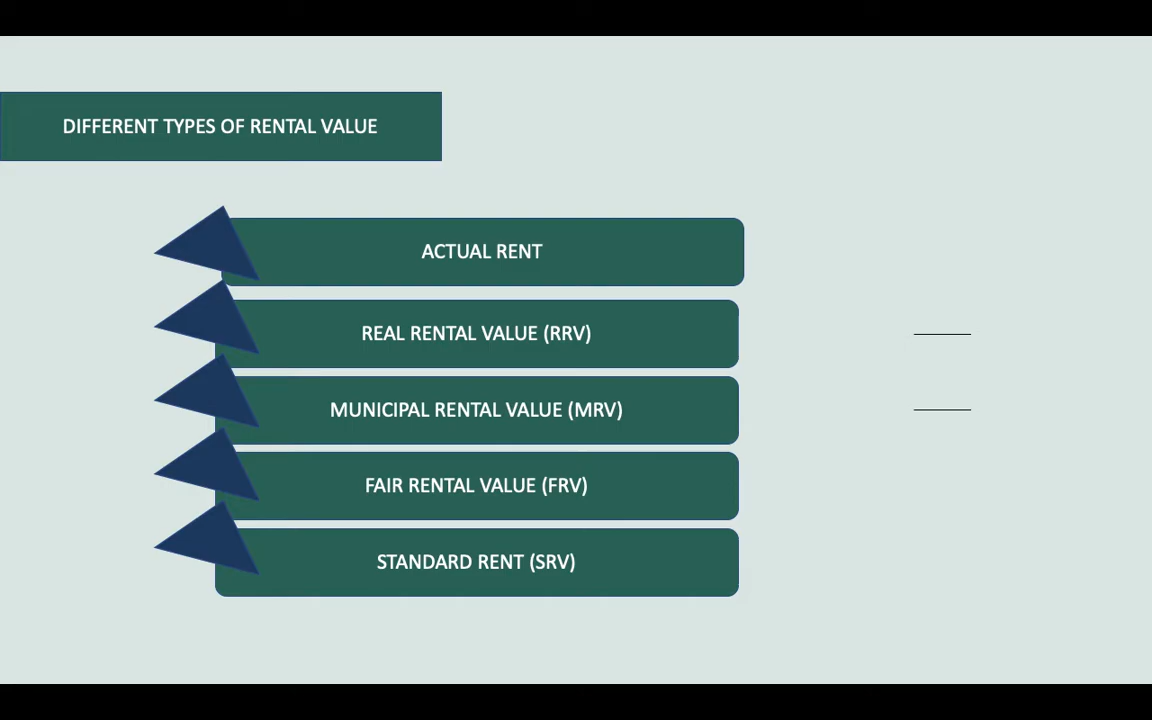 DIFFERENT TYPES OF RENTAL VALUE
ACTUAL RENT
REAL RENTAL VALUE (RRV)
MUNICIPAL RENTAL VALUE (MRV)
FAIR RENTAL VALUE (FRV)
STANDARD RENT (SRV)